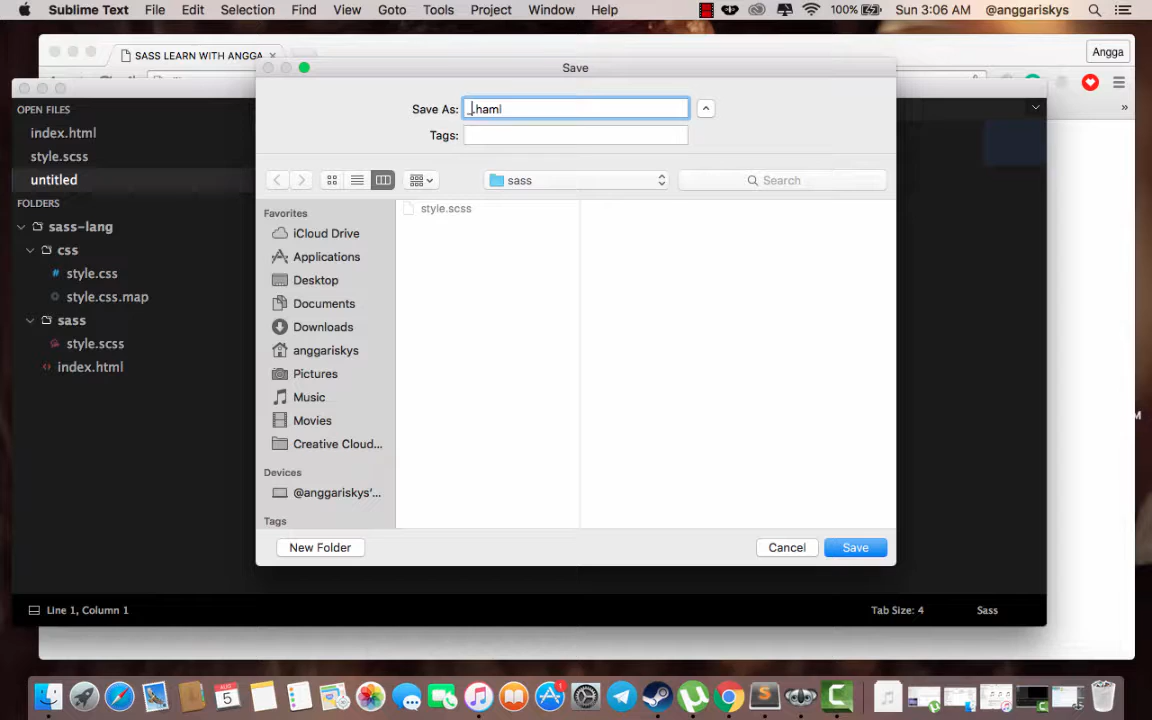 Sublime Text File Edit Selection Find View Goto Tools Project Window Help 100% Sun 3:06 AM @anggariskys
SASS LEARN WITH ANGGA × Angga
Save
OPEN FILES
Save As: _.haml
index.html
Tags:
style.scss
untitled
sass Search
FOLDERS
style.scss
Favorites
sass-lang
iCloud Drive
css
Applications
style.css
Desktop
style.css.map
Documents
sass
Downloads
style.scss
anggariskys
index.html
Pictures
Music
Movies
Creative Cloud...
Devices
@anggariskys'...
Tags
New Folder Cancel Save
Line 1, Column 1 Tab Size: 4 Sass